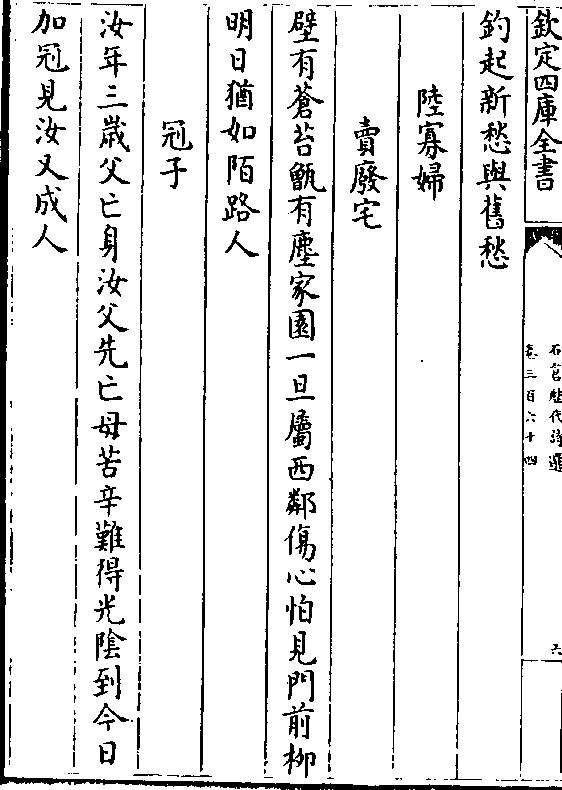 欽定四庫全書
石倉歴代詩選
卷三百六十四
六
鈎起新愁與舊愁
陸寡婦
賣廢宅
壁有蒼苔甑有塵家園一旦屬西鄰傷心怕見門前柳
明日猶如陌路人
冠子
汝年三歲父亡身汝父先亡母苦辛難得光陰到今日
加冠見汝又成人